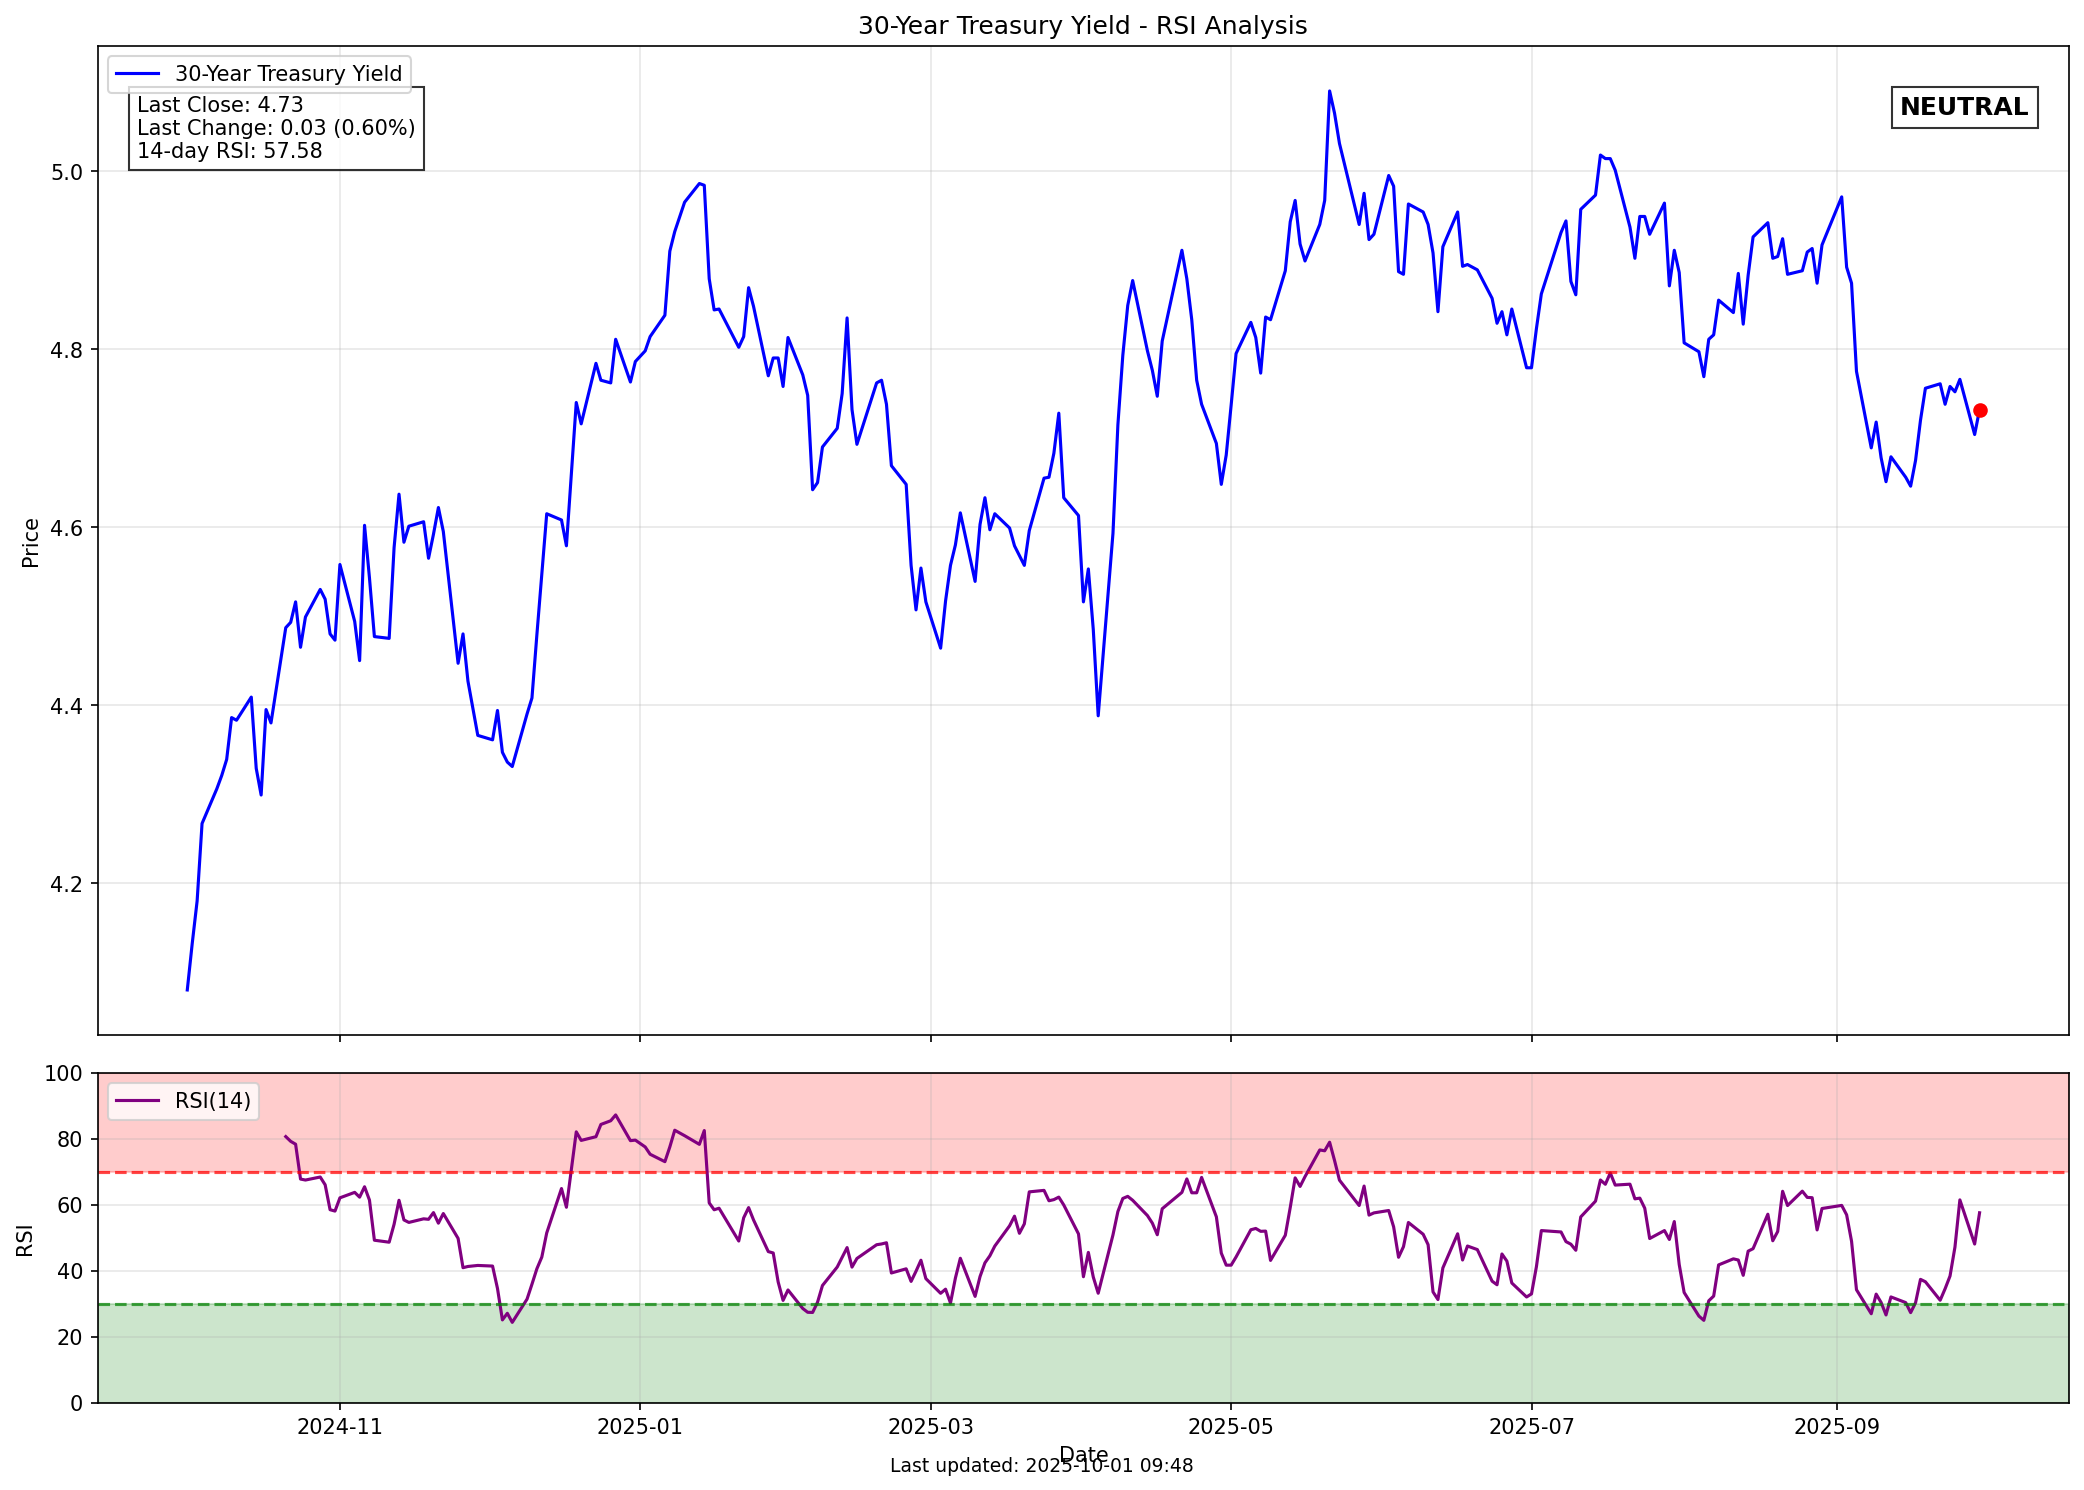 30-Year Treasury Yield - RSI Analysis
30-Year Treasury Yield
Last Close: 4.73
Last Change: 0.03 (0.60%)
14-day RSI: 57.58
NEUTRAL
5.0
4.8
4.6
4.4
4.2
Price
100
80
60
40
20
0
RSI
RSI(14)
2024-11
2025-01
2025-03
2025-05
2025-07
2025-09
Date
Last updated: 2025-10-01 09:48